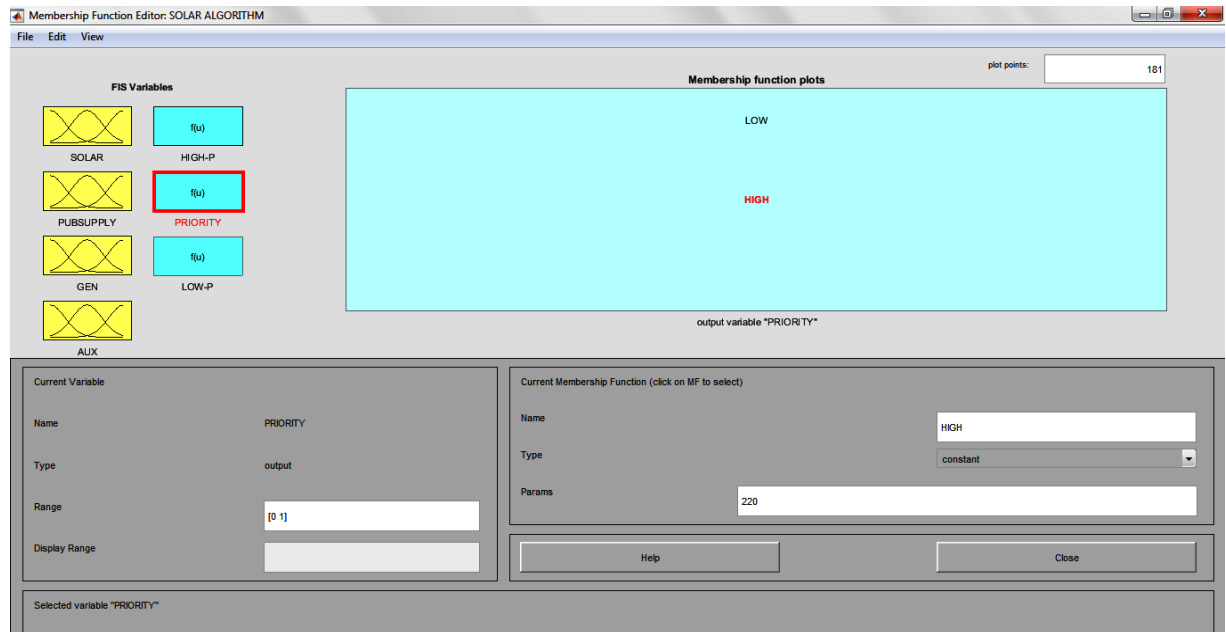 Membership Function Editor: SOLAR ALGORITHM
File Edit View
FIS Variables
f(u)
SOLAR
HIGH-P
f(u)
PUBSUPPLY
PRIORITY
f(u)
GEN
LOW-P
AUX
plot points:
181
Membership function plots
LOW
HIGH
output variable "PRIORITY"
Current Variable
Name
PRIORITY
Type
output
Range
[0 1]
Display Range
Current Membership Function (click on MF to select)
Name
HIGH
Type
constant
Params
220
Help
Close
Selected variable "PRIORITY"